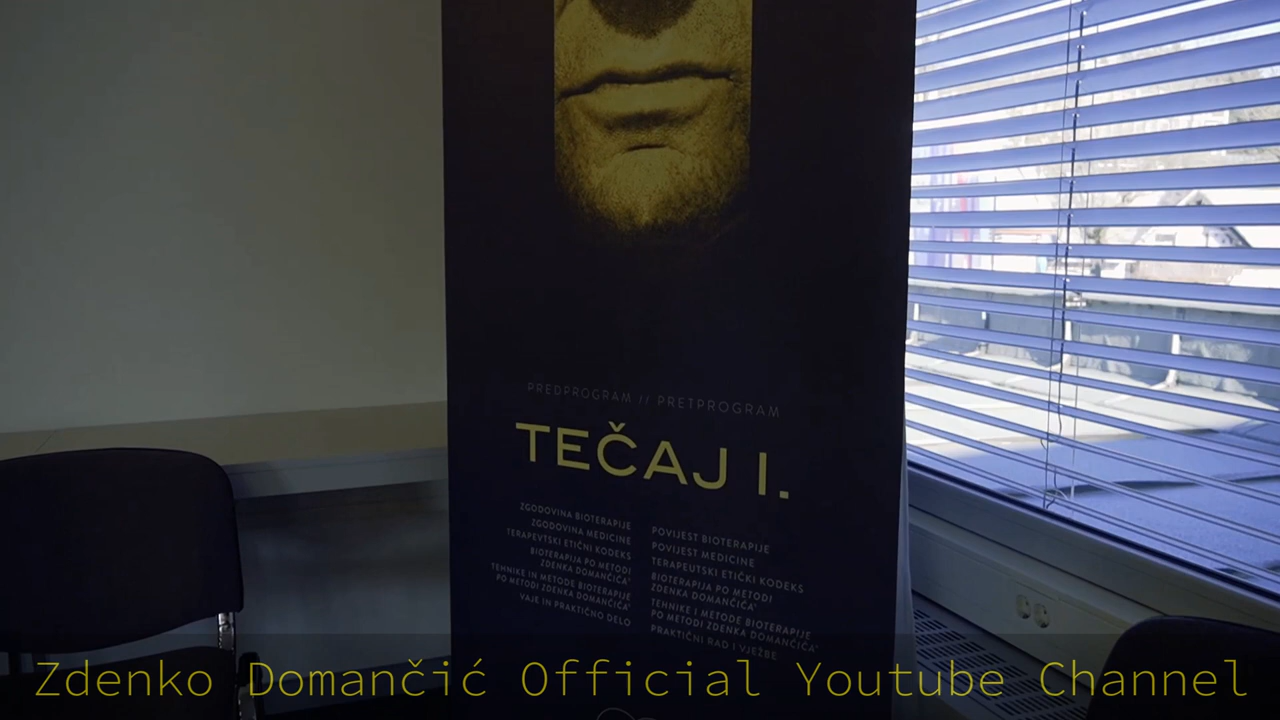 PREDPROGRAM // PRETPROGRAM
TEČAJ I.
ZGODOVINA BIOTERAPIJE
ZGODOVINA MEDICINE
TERAPEVTSKI ETIČNI KODEKS
BIOTERAPIJA PO METODI
ZDENKA DOMANČIĆA®
TEHNIKE IN METODE BIOTERAPIJE
PO METODI ZDENKA DOMANČIĆA®
VAJE IN PRAKTIČNO DELO
POVIJEST BIOTERAPIJE
POVIJEST MEDICINE
TERAPEUTSKI ETIČKI KODEKS
BIOTERAPIJA PO METODI
ZDENKA DOMANČIĆA®
TEHNIKE I METODE BIOTERAPIJE
PO METODI ZDENKA DOMANČIĆA®
PRAKTIČNI RAD I VJEŽBE
Zdenko Domančić Official Youtube Channel